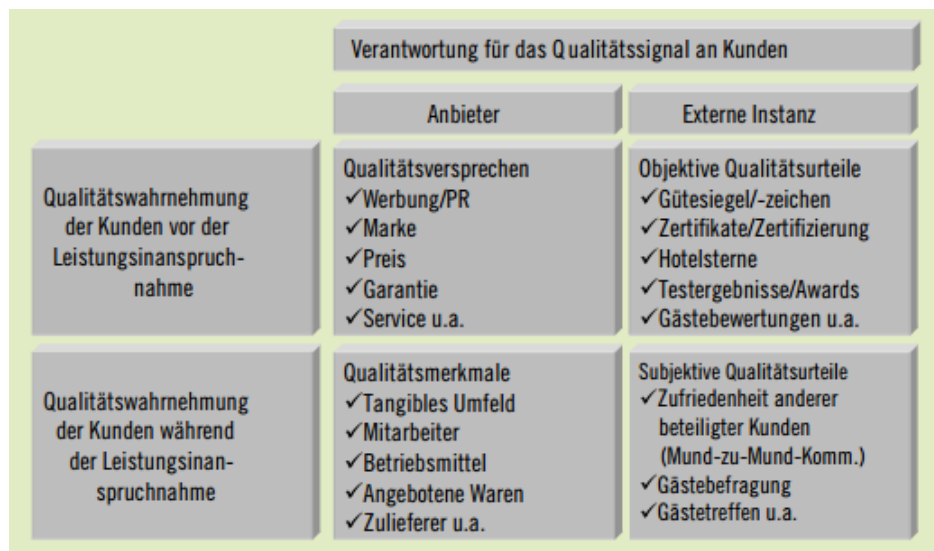 Verantwortung für das Qualitätssignal an Kunden
Anbieter
Externe Instanz
Qualitätswahrnehmung
der Kunden vor der
Leistungsinanspruch-
nahme
Qualitätsversprechen
✓Werbung/PR
✓Marke
✓Preis
✓Garantie
✓Service u.a.
Objektive Qualitätsurteile
✓Gütesiegel/-zeichen
✓Zertifikate/Zertifizierung
✓Hotelsterne
✓Testergebnisse/Awards
✓Gästebewertungen u.a.
Qualitätswahrnehmung
der Kunden während
der Leistungsinan-
spruchnahme
Qualitätsmerkmale
✓Tangibles Umfeld
✓Mitarbeiter
✓Betriebsmittel
✓Angebotene Waren
✓Zulieferer u.a.
Subjektive Qualitätsurteile
✓Zufriedenheit anderer
beteiligter Kunden
(Mund-zu-Mund-Komm.)
✓Gästebefragung
✓Gästetreffen u.a.